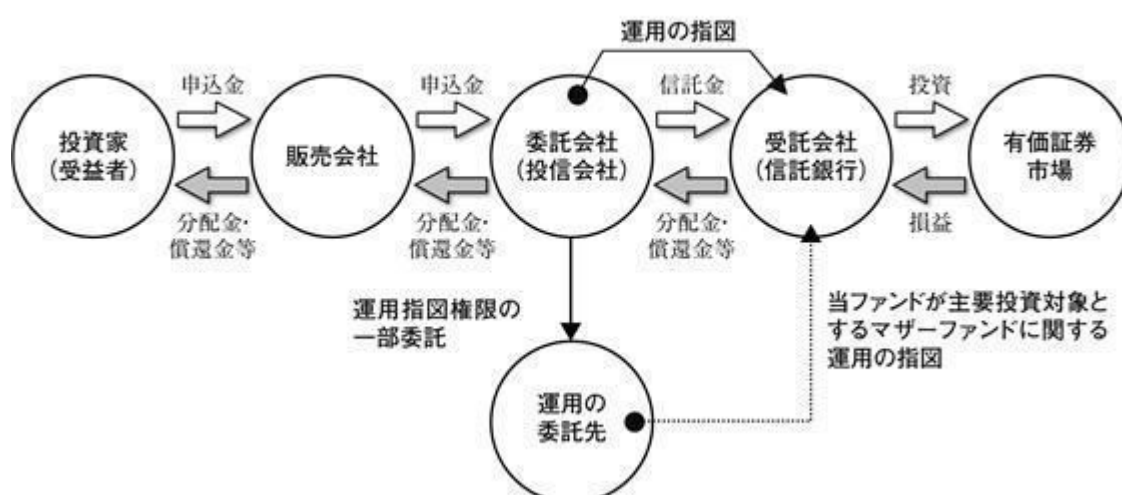 運用の指図
申込金
申込金
信託金
投資
投資家
(受益者)
販売会社
委託会社
(投信会社)
受託会社
(信託銀行)
有価証券
市場
分配金・
償還金等
分配金・
償還金等
分配金・
償還金等
損益
運用指図権限の
一部委託
当ファンドが主要投資対象と
するマザーファンドに関する
運用の指図
運用の
委託先